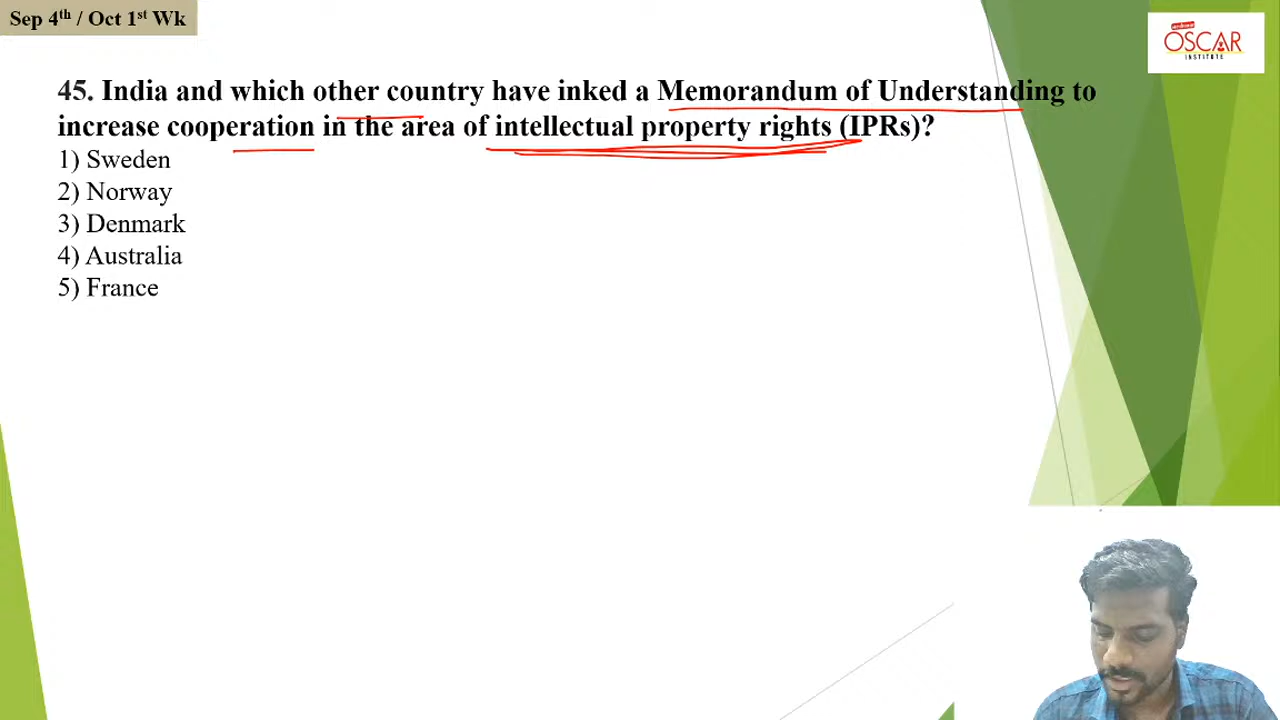 Sep 4th / Oct 1st Wk
OSCAR
INSTITUTE
45. India and which other country have inked a Memorandum of Understanding to
increase cooperation in the area of intellectual property rights (IPRs)?
1) Sweden
2) Norway
3) Denmark
4) Australia
5) France